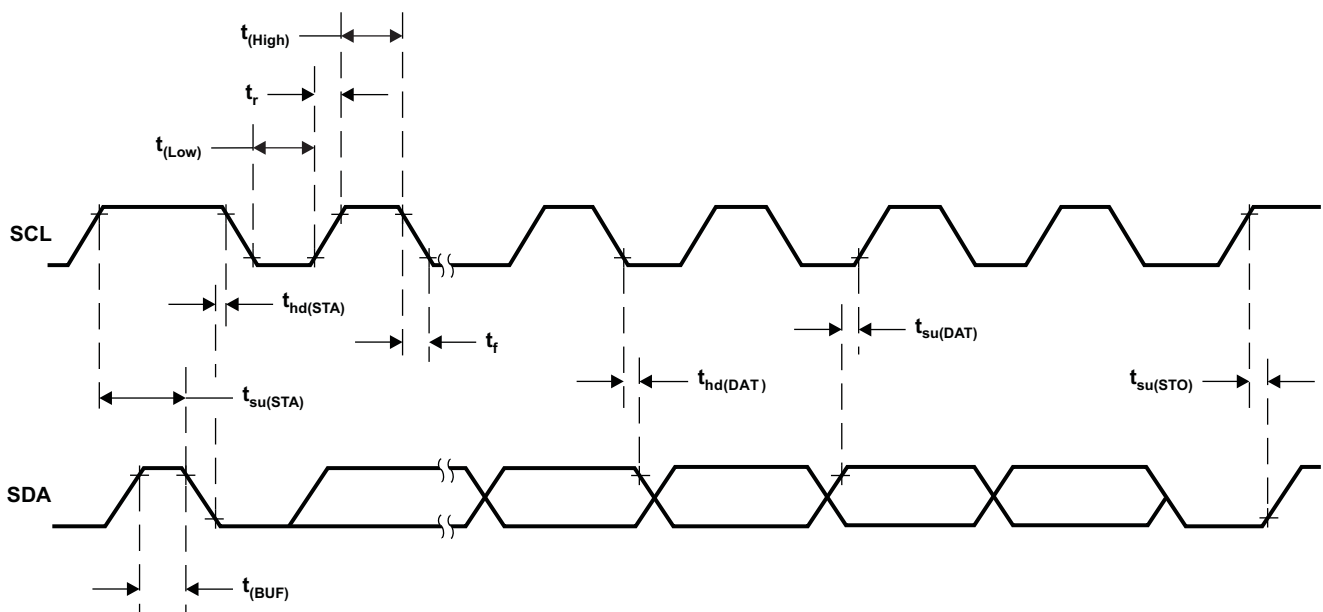 t(High)
tr
t(Low)
SCL
thd(STA)
tf
tsu(DAT)
thd(DAT)
tsu(STO)
tsu(STA)
SDA
t(BUF)